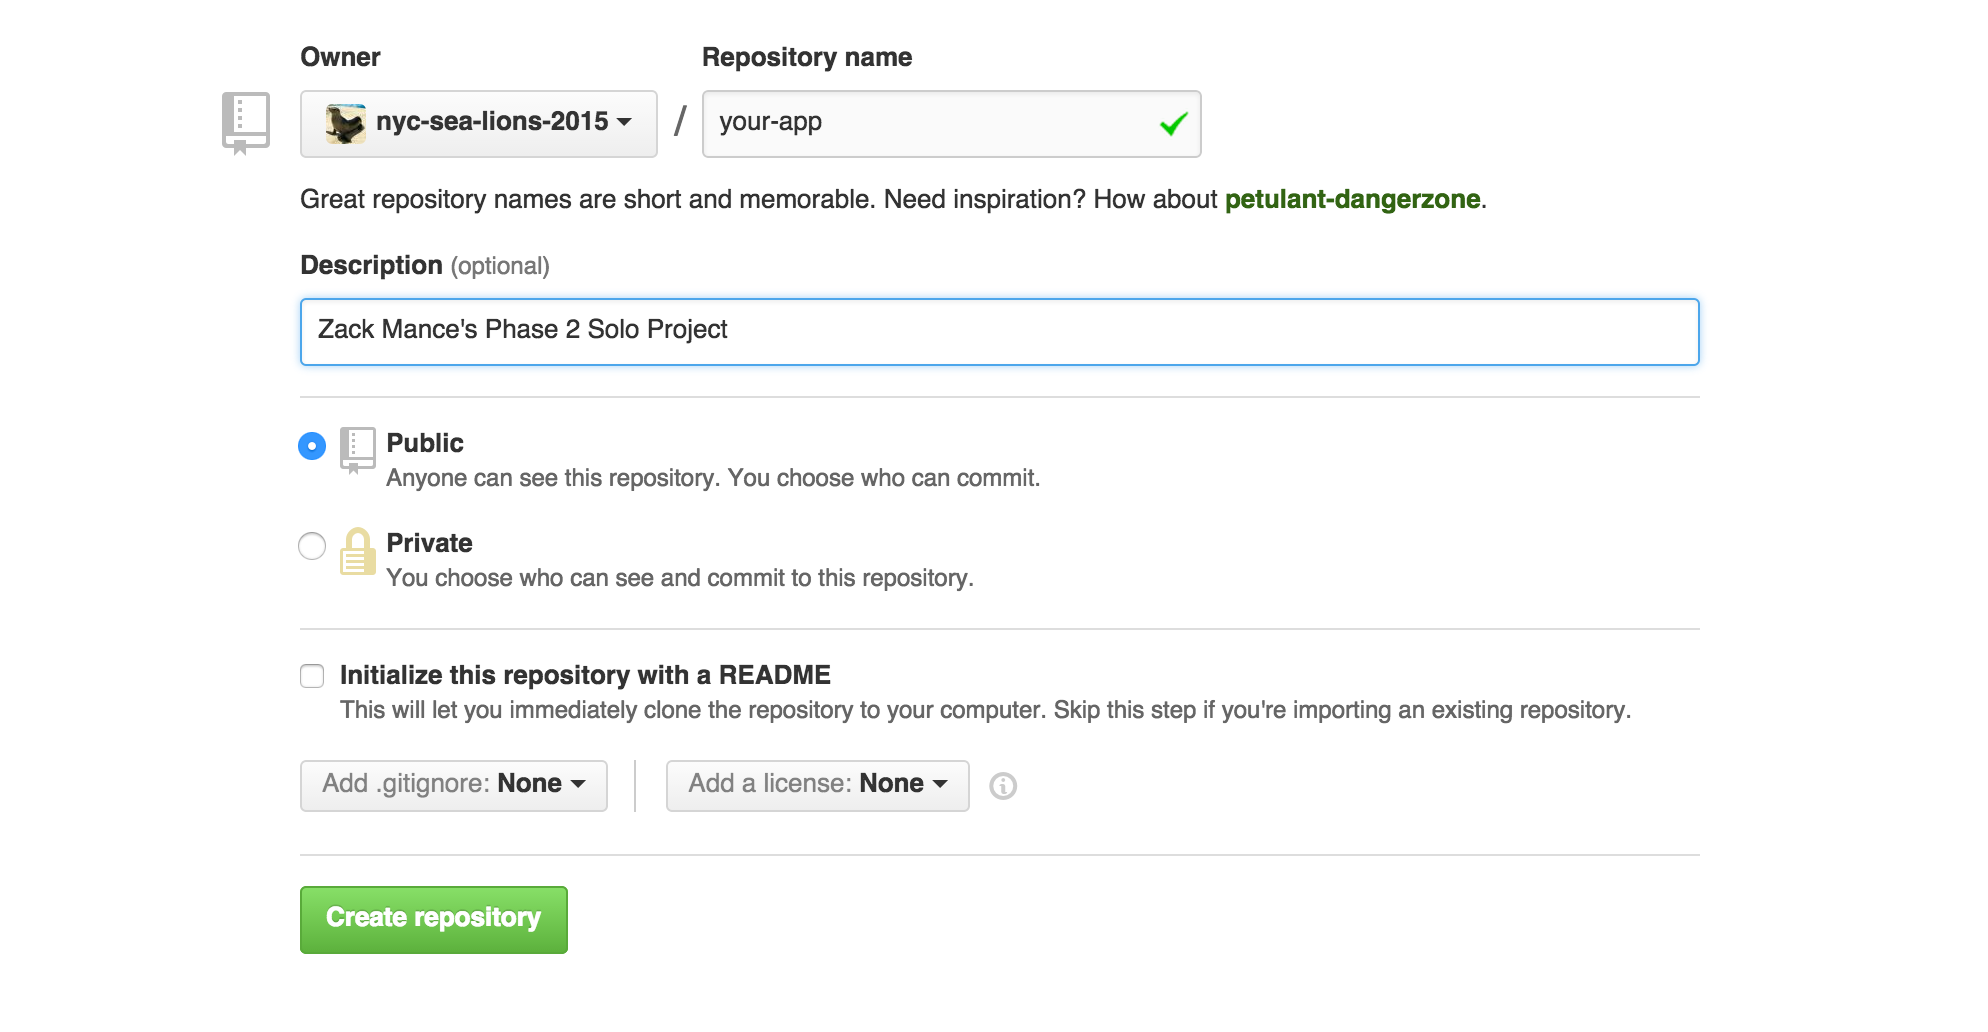 Owner
Repository name
nyc-sea-lions-2015 / your-app
Great repository names are short and memorable. Need inspiration? How about petulant-dangerzone.
Description (optional)
Zack Mance's Phase 2 Solo Project
Public
Anyone can see this repository. You choose who can commit.
Private
You choose who can see and commit to this repository.
Initialize this repository with a README
This will let you immediately clone the repository to your computer. Skip this step if you're importing an existing repository.
Add .gitignore: None
Add a license: None
Create repository